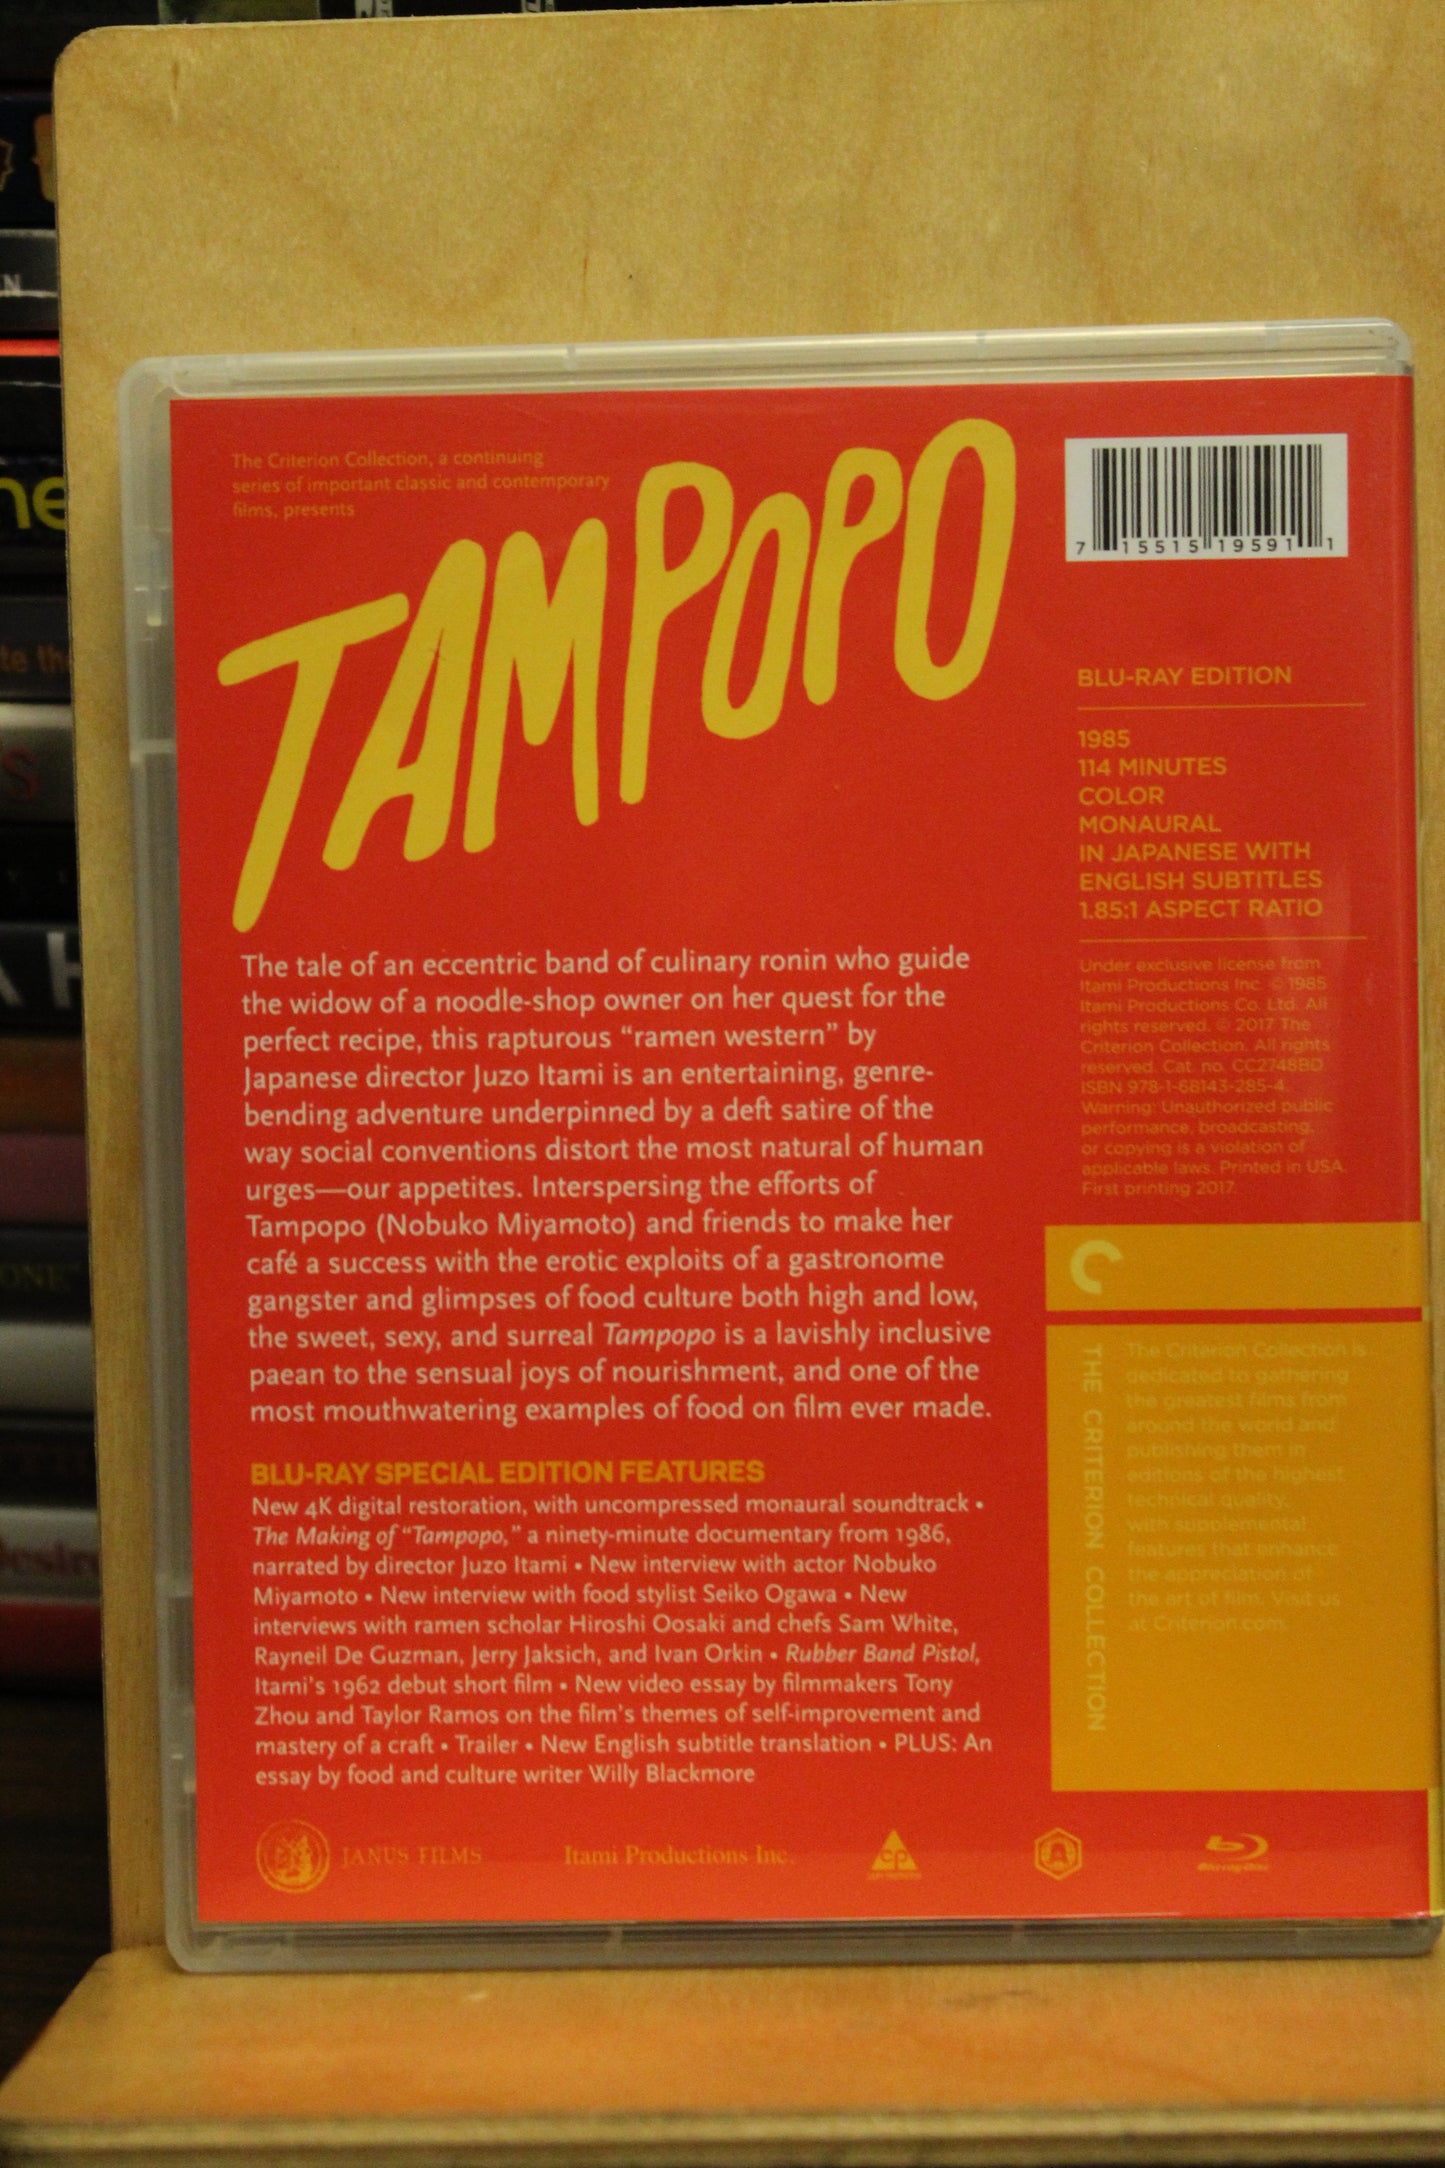 The Criterion Collection, a continuing
series of important classic and contemporary
films, presents
TAMPOPO
The tale of an eccentric band of culinary ronin who guide
the widow of a noodle-shop owner on her quest for the
perfect recipe, this rapturous “ramen western” by
Japanese director Juzo Itami is an entertaining, genre-
bending adventure underpinned by a deft satire of the
way social conventions distort the most natural of human
urges—our appetites. Interspersing the efforts of
Tampopo (Nobuko Miyamoto) and friends to make her
café a success with the erotic exploits of a gastronome
gangster and glimpses of food culture both high and low,
the sweet, sexy, and surreal Tampopo is a lavishly inclusive
paean to the sensual joys of nourishment, and one of the
most mouthwatering examples of food on film ever made.
BLU-RAY SPECIAL EDITION FEATURES
New 4K digital restoration, with uncompressed monaural soundtrack •
The Making of “Tampopo,” a ninety-minute documentary from 1986,
narrated by director Juzo Itami • New interview with actor Nobuko
Miyamoto • New interview with food stylist Seiko Ogawa • New
interviews with ramen scholar Hiroshi Oosaki and chefs Sam White,
Rayneil De Guzman, Jerry Jaksich, and Ivan Orkin • Rubber Band Pistol,
Itami’s 1962 debut short film • New video essay by filmmakers Tony
Zhou and Taylor Ramos on the film’s themes of self-improvement and
mastery of a craft • Trailer • New English subtitle translation • PLUS: An
essay by food and culture writer Willy Blackmore
7 15515 19591 1
BLU-RAY EDITION
1985
114 MINUTES
COLOR
MONAURAL
IN JAPANESE WITH
ENGLISH SUBTITLES
1.85:1 ASPECT RATIO
Under exclusive license from
Itami Productions Inc. © 1985
Itami Productions Co. Ltd. All
rights reserved. © 2017 The
Criterion Collection. All rights
reserved. Cat. no. CC2748BD.
ISBN 978-1-68143-285-4.
Warning: Unauthorized public
performance, broadcasting,
or copying is a violation of
applicable laws. Printed in USA.
First printing 2017.
THE CRITERION COLLECTION
The Criterion Collection is
dedicated to gathering
the greatest films from
around the world and
publishing them in
editions of the highest
technical quality,
with supplemental
features that enhance
the appreciation of
the art of film. Visit us
at Criterion.com.
JANUS FILMS
Itami Productions Inc.
cp
A
Blu-ray Disc